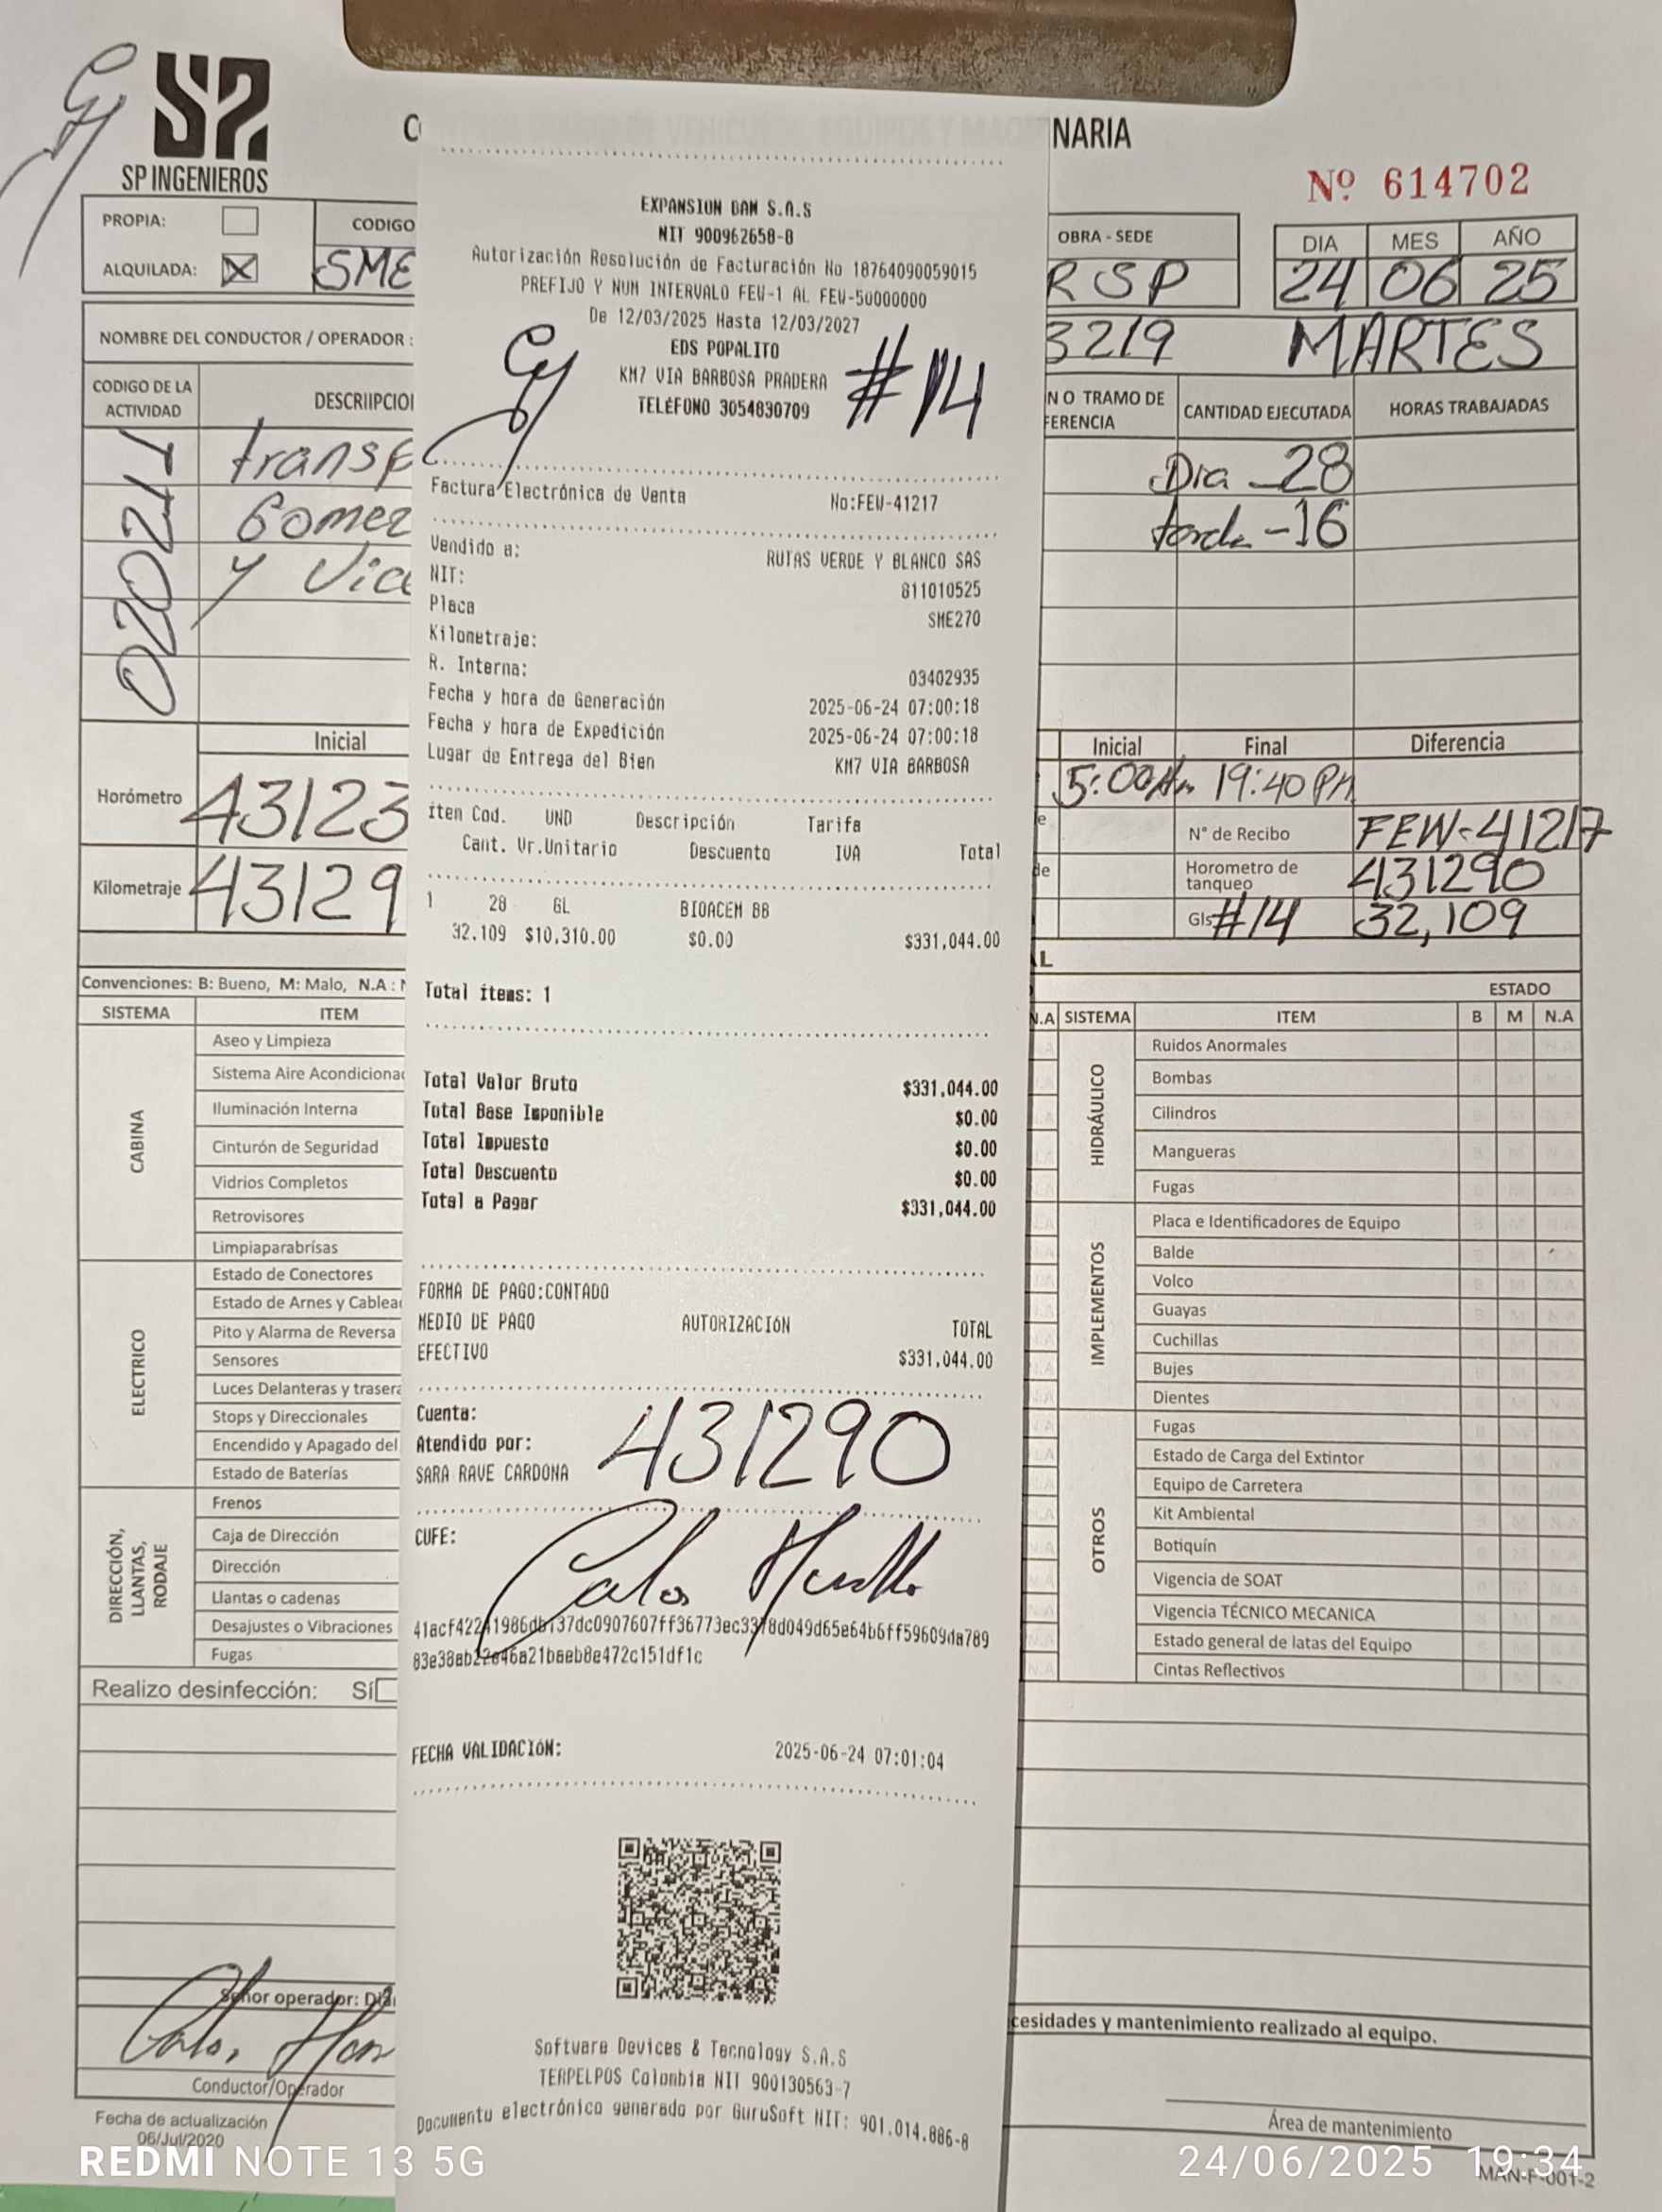 SP INGENIEROS
NARIA
Nº 614702
PROPIA:
ALQUILADA: X
CODIGO
SME
OBRA - SEDE
RSP
DIA MES AÑO
24 06 25
NOMBRE DEL CONDUCTOR / OPERADOR :
3219 MARTES
CODIGO DE LA ACTIVIDAD
DESCRIIPCIO
N O TRAMO DE
FERENCIA
CANTIDAD EJECUTADA
HORAS TRABAJADAS
Dia -28
-16
Gomez
y
Inicial
Horómetro 43123
Kilometraje 43129
Inicial Final Diferencia
5:00Am 19:40 PM
N° de Recibo FEW-41217
Horometro de tanqueo 431290
Gls #14 32,109
Convenciones: B: Bueno, M: Malo, N.A :
SISTEMA ITEM
CABINA
Aseo y Limpieza
Sistema Aire Acondiciona
Iluminación Interna
Cinturón de Seguridad
Vidrios Completos
Retrovisores
Limpiaparabrísas
ELECTRICO
Estado de Conectores
Estado de Arnes y Cablea
Pito y Alarma de Reversa
Sensores
Luces Delanteras y trasera
Stops y Direccionales
Encendido y Apagado del
Estado de Baterías
DIRECCIÓN, LLANTAS, RODAJE
Frenos
Caja de Dirección
Dirección
Llantas o cadenas
Desajustes o Vibraciones
Fugas
Realizo desinfección: Sí
ESTADO
N.A SISTEMA ITEM B M N.A
HIDRÁULICO
Ruidos Anormales
Bombas
Cilindros
Mangueras
Fugas
IMPLEMENTOS
Placa e Identificadores de Equipo
Balde
Volco
Guayas
Cuchillas
Bujes
Dientes
OTROS
Fugas
Estado de Carga del Extintor
Equipo de Carretera
Kit Ambiental
Botiquín
Vigencia de SOAT
Vigencia TÉCNICO MECANICA
Estado general de latas del Equipo
Cintas Reflectivos
EXPANSION DAM S.A.S
NIT 900962658-8
Autorización Resolución de Facturación No 18764090059015
PREFIJO Y NUM INTERVALO FEW-1 AL FEW-50000000
De 12/03/2025 Hasta 12/03/2027
EDS POPALITO
KM7 VIA BARBOSA PRADERA
TELÉFONO 3054830709
#14
Factura Electrónica de Venta No:FEW-41217
Vendido a: RUTAS VERDE Y BLANCO SAS
NIT: 811010525
Placa SME270
Kilometraje:
R. Interna: 03402935
Fecha y hora de Generación 2025-06-24 07:00:18
Fecha y hora de Expedición 2025-06-24 07:00:18
Lugar de Entrega del Bien KM7 VIA BARBOSA
ítem Cod. UND Descripción Tarifa
Cant. Vr.Unitario Descuento IVA Total
1 28 GL BIOACEM B8
32.109 $10,310.00 $0.00 $331,044.00
Total ítems: 1
Total Valor Bruto $331,044.00
Total Base Imponible $0.00
Total Impuesto $0.00
Total Descuento $0.00
Total a Pagar $331,044.00
FORMA DE PAGO:CONTADO
MEDIO DE PAGO AUTORIZACIÓN TOTAL
EFECTIVO $331,044.00
Cuenta:
Atendido por:
SARA RAVE CARDONA
431290
CUFE:
FECHA VALIDACIÓN: 2025-06-24 07:01:04
Software Devices & Tecnology S.A.S
TERPELPOS Colombia NIT 900130563-7
Documento electrónico generado por GuruSoft NIT: 901.014.886-8
Señor operador:
cesidades y mantenimiento realizado al equipo.
Conductor/Operador
Área de mantenimiento
Fecha de actualización
06/Jul/2020
MAN-F-001-2
REDMI NOTE 13 5G
24/06/2025 19:34